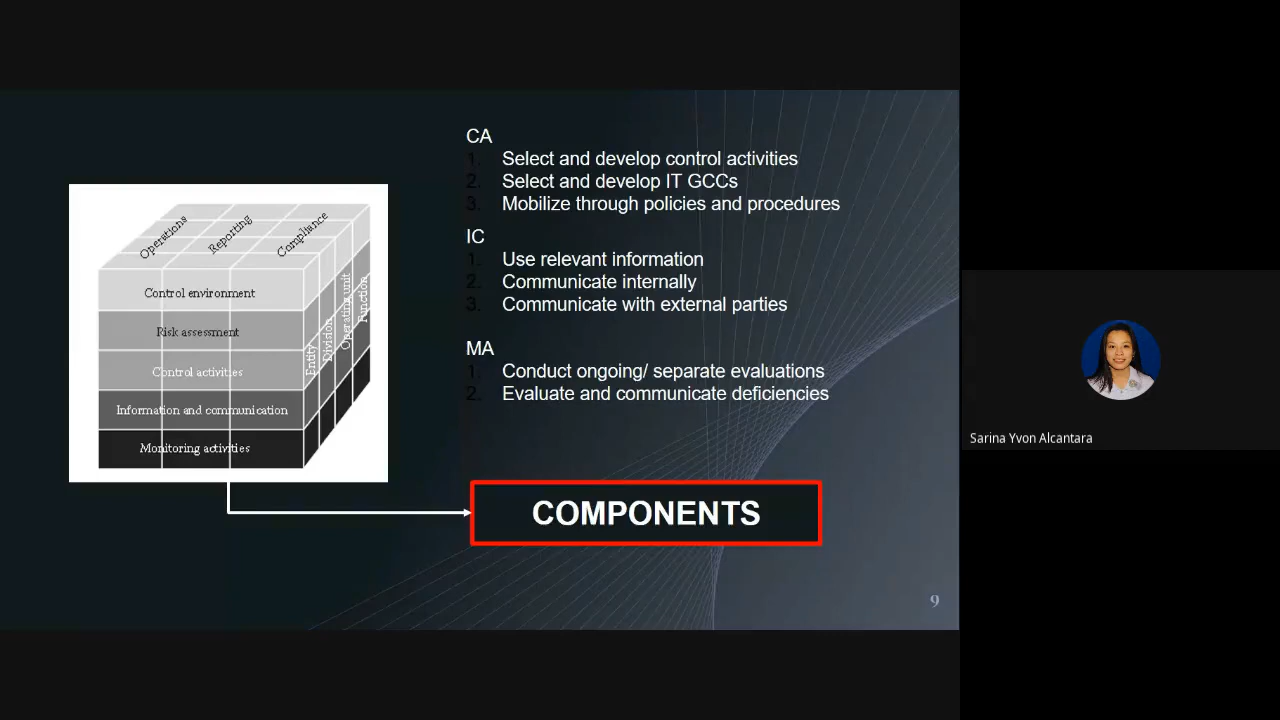 Operations
Reporting
Compliance
Control environment
Risk assessment
Control activities
Information and communication
Monitoring activities
Entity
Division
Operating unit
Function
CA
1. Select and develop control activities
2. Select and develop IT GCCs
3. Mobilize through policies and procedures
IC
1. Use relevant information
2. Communicate internally
3. Communicate with external parties
MA
1. Conduct ongoing/ separate evaluations
2. Evaluate and communicate deficiencies
COMPONENTS
9
Sarina Yvon Alcantara